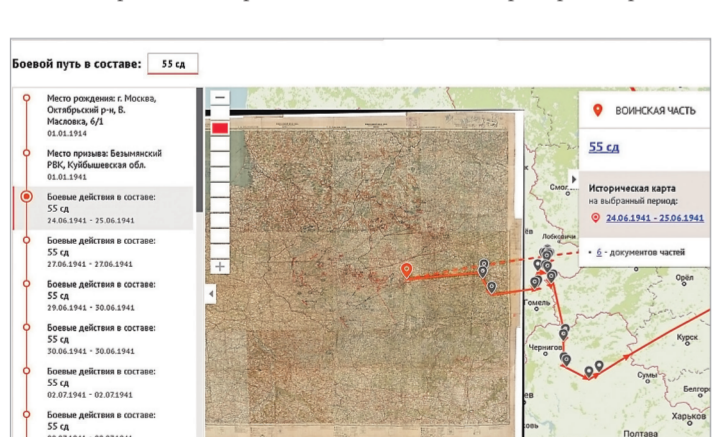 Боевой путь в составе: 55 сд
Место рождения: г. Москва,
Октябрьский р-н, В.
Масловка, 6/1
01.01.1914
Место призыва: Безымянский
РВК, Куйбышевская обл.
01.01.1941
Боевые действия в составе:
55 сд
24.06.1941 - 25.06.1941
Боевые действия в составе:
55 сд
27.06.1941 - 27.06.1941
Боевые действия в составе:
55 сд
29.06.1941 - 30.06.1941
Боевые действия в составе:
55 сд
30.06.1941 - 30.06.1941
Боевые действия в составе:
55 сд
02.07.1941 - 02.07.1941
Боевые действия в составе:
55 сд
ВОИНСКАЯ ЧАСТЬ
55 сд
Историческая карта
на выбранный период:
24.06.1941 - 25.06.1941
6 - документов частей
Смол
Лобковичи
Гомель
Орёл
Чернигов
Курск
Сумы
Белгор
Харьков
Полтава